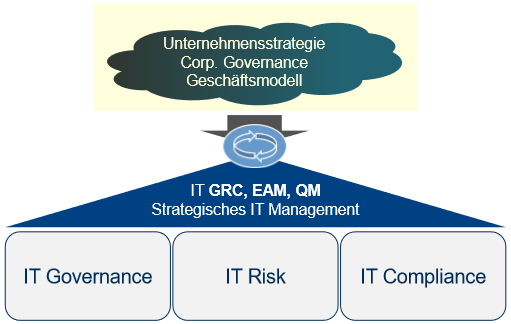 Unternehmensstrategie
Corp. Governance
Geschäftsmodell
IT GRC, EAM, QM
Strategisches IT Management
IT Governance
IT Risk
IT Compliance